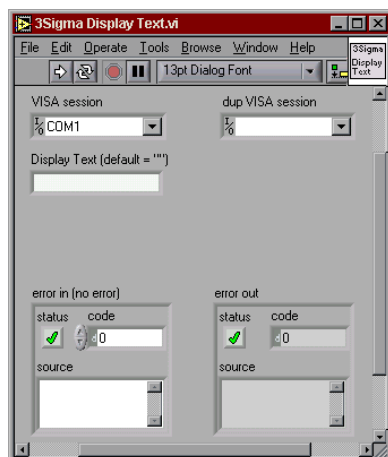 3Sigma Display Text.vi
File Edit Operate Tools Browse Window Help
3Sigma
Display
Text
13pt Dialog Font
VISA session
dup VISA session
I/O COM1
I/O
Display Text (default = "")
error in (no error)
error out
status code
status code
d 0
d 0
source
source